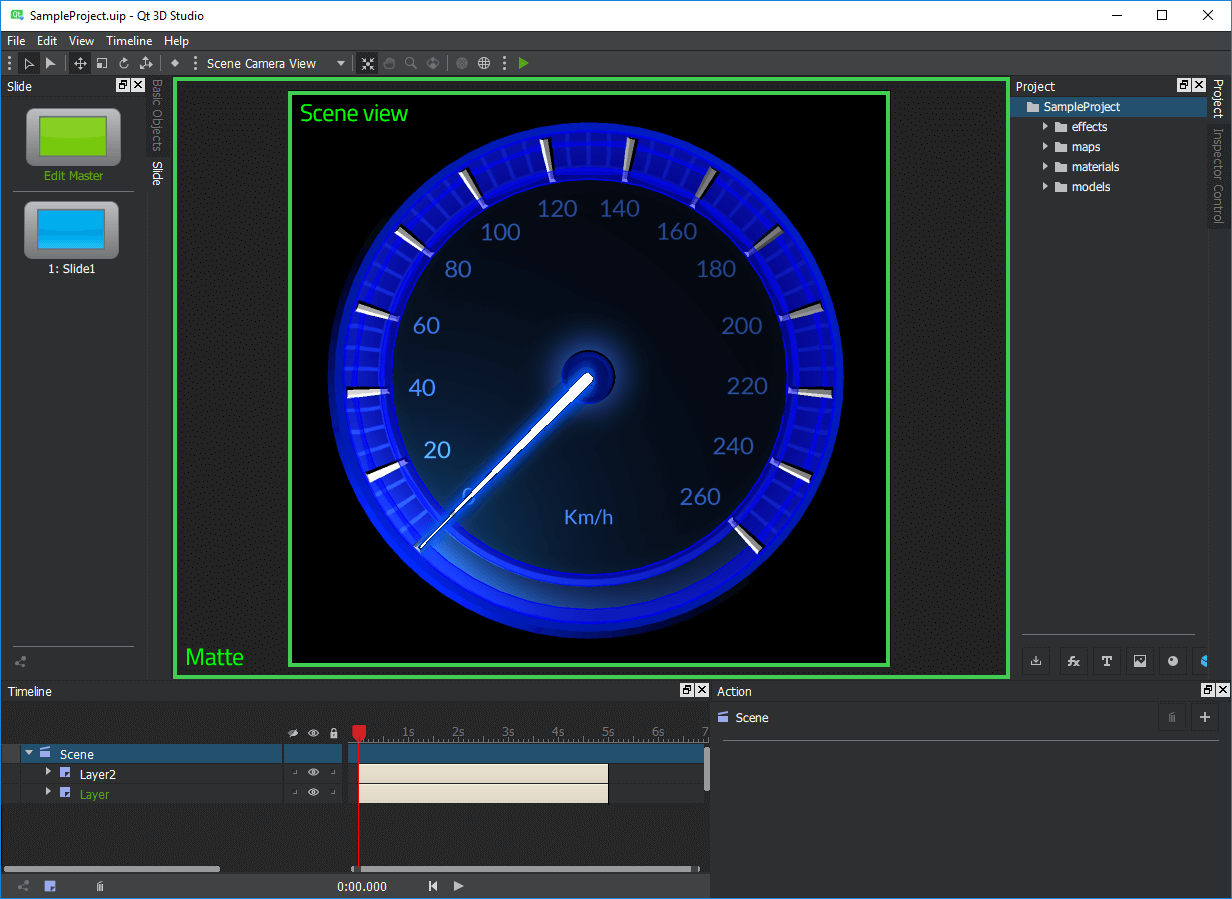 SampleProject.uip - Qt 3D Studio
File Edit View Timeline Help
Scene Camera View
Slide
Edit Master
1: Slide1
Basic Objects
Slide
Scene view
0
20
40
60
80
100
120
140
160
180
200
220
240
260
Km/h
Matte
Project
SampleProject
effects
maps
materials
models
Project
Inspector Control
fx
T
Timeline
1s 2s 3s 4s 5s 6s 7
Scene
Layer2
Layer
0:00.000
Action
Scene